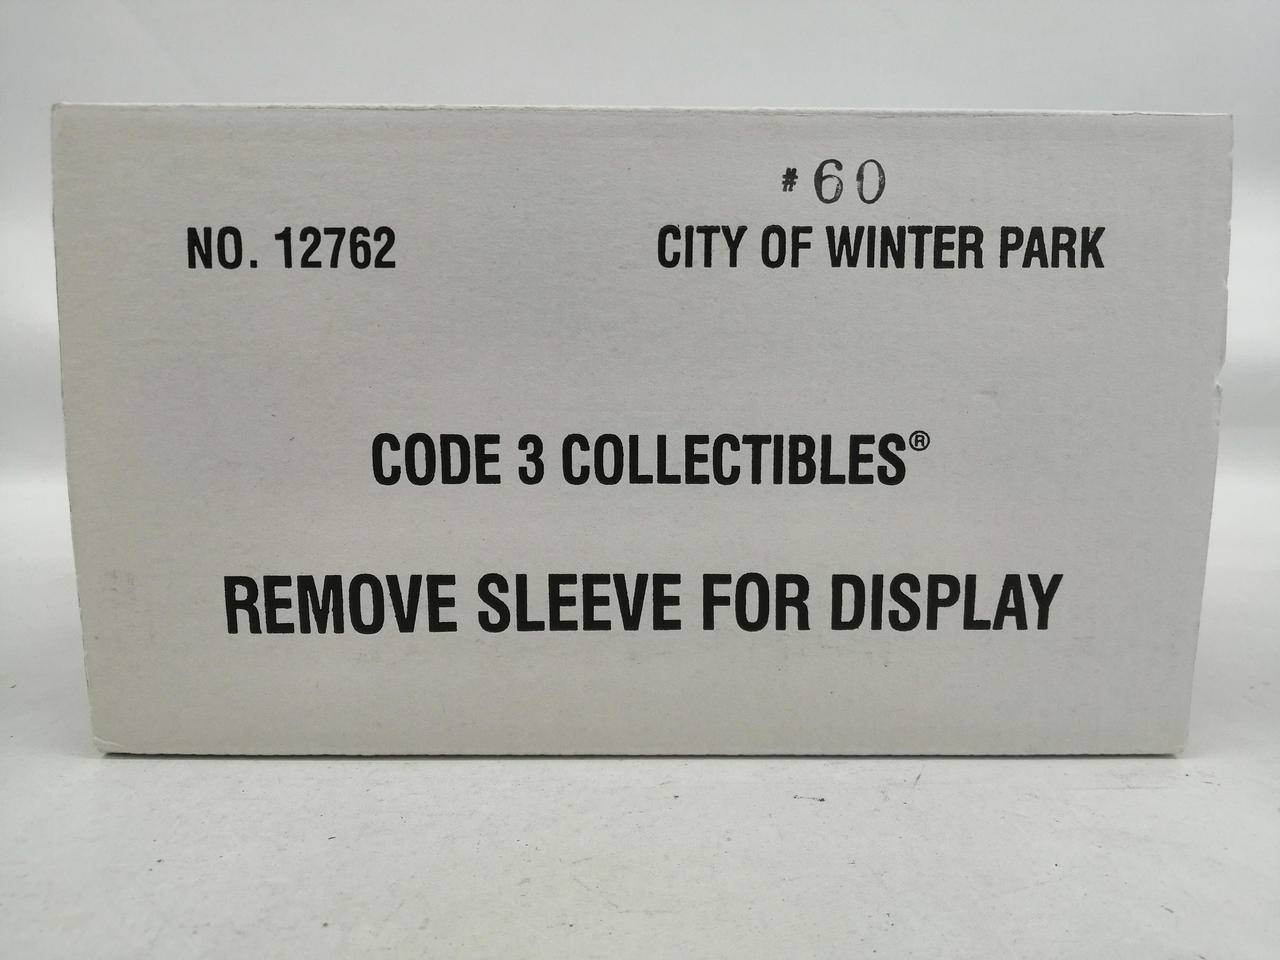 #60
NO. 12762 CITY OF WINTER PARK
CODE 3 COLLECTIBLES®
REMOVE SLEEVE FOR DISPLAY